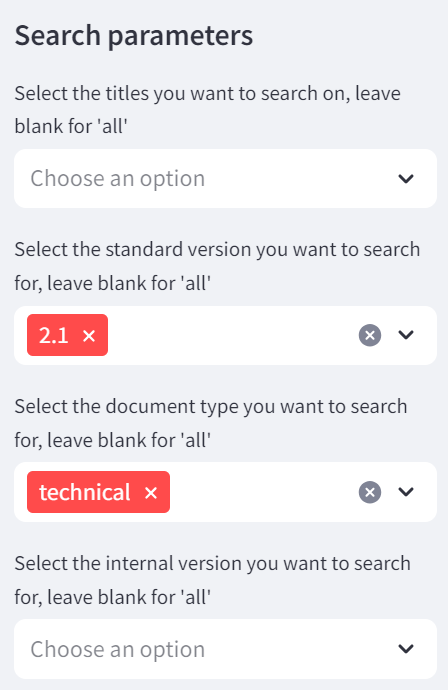 Search parameters
Select the titles you want to search on, leave
blank for 'all'
Choose an option
Select the standard version you want to search
for, leave blank for 'all'
2.1
Select the document type you want to search
for, leave blank for 'all'
technical
Select the internal version you want to search
for, leave blank for 'all'
Choose an option